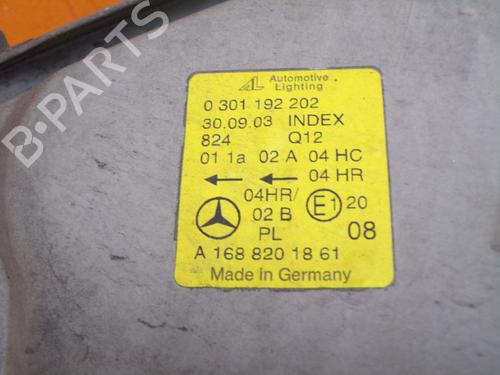 AL Automotive Lighting
0 301 192 202
30.09.03 INDEX
824 Q12
01 1a 02 A 04 HC
04 HR
04HR/
02 B E1 20
PL 08
A 168 820 18 61
Made in Germany
B-PARTS